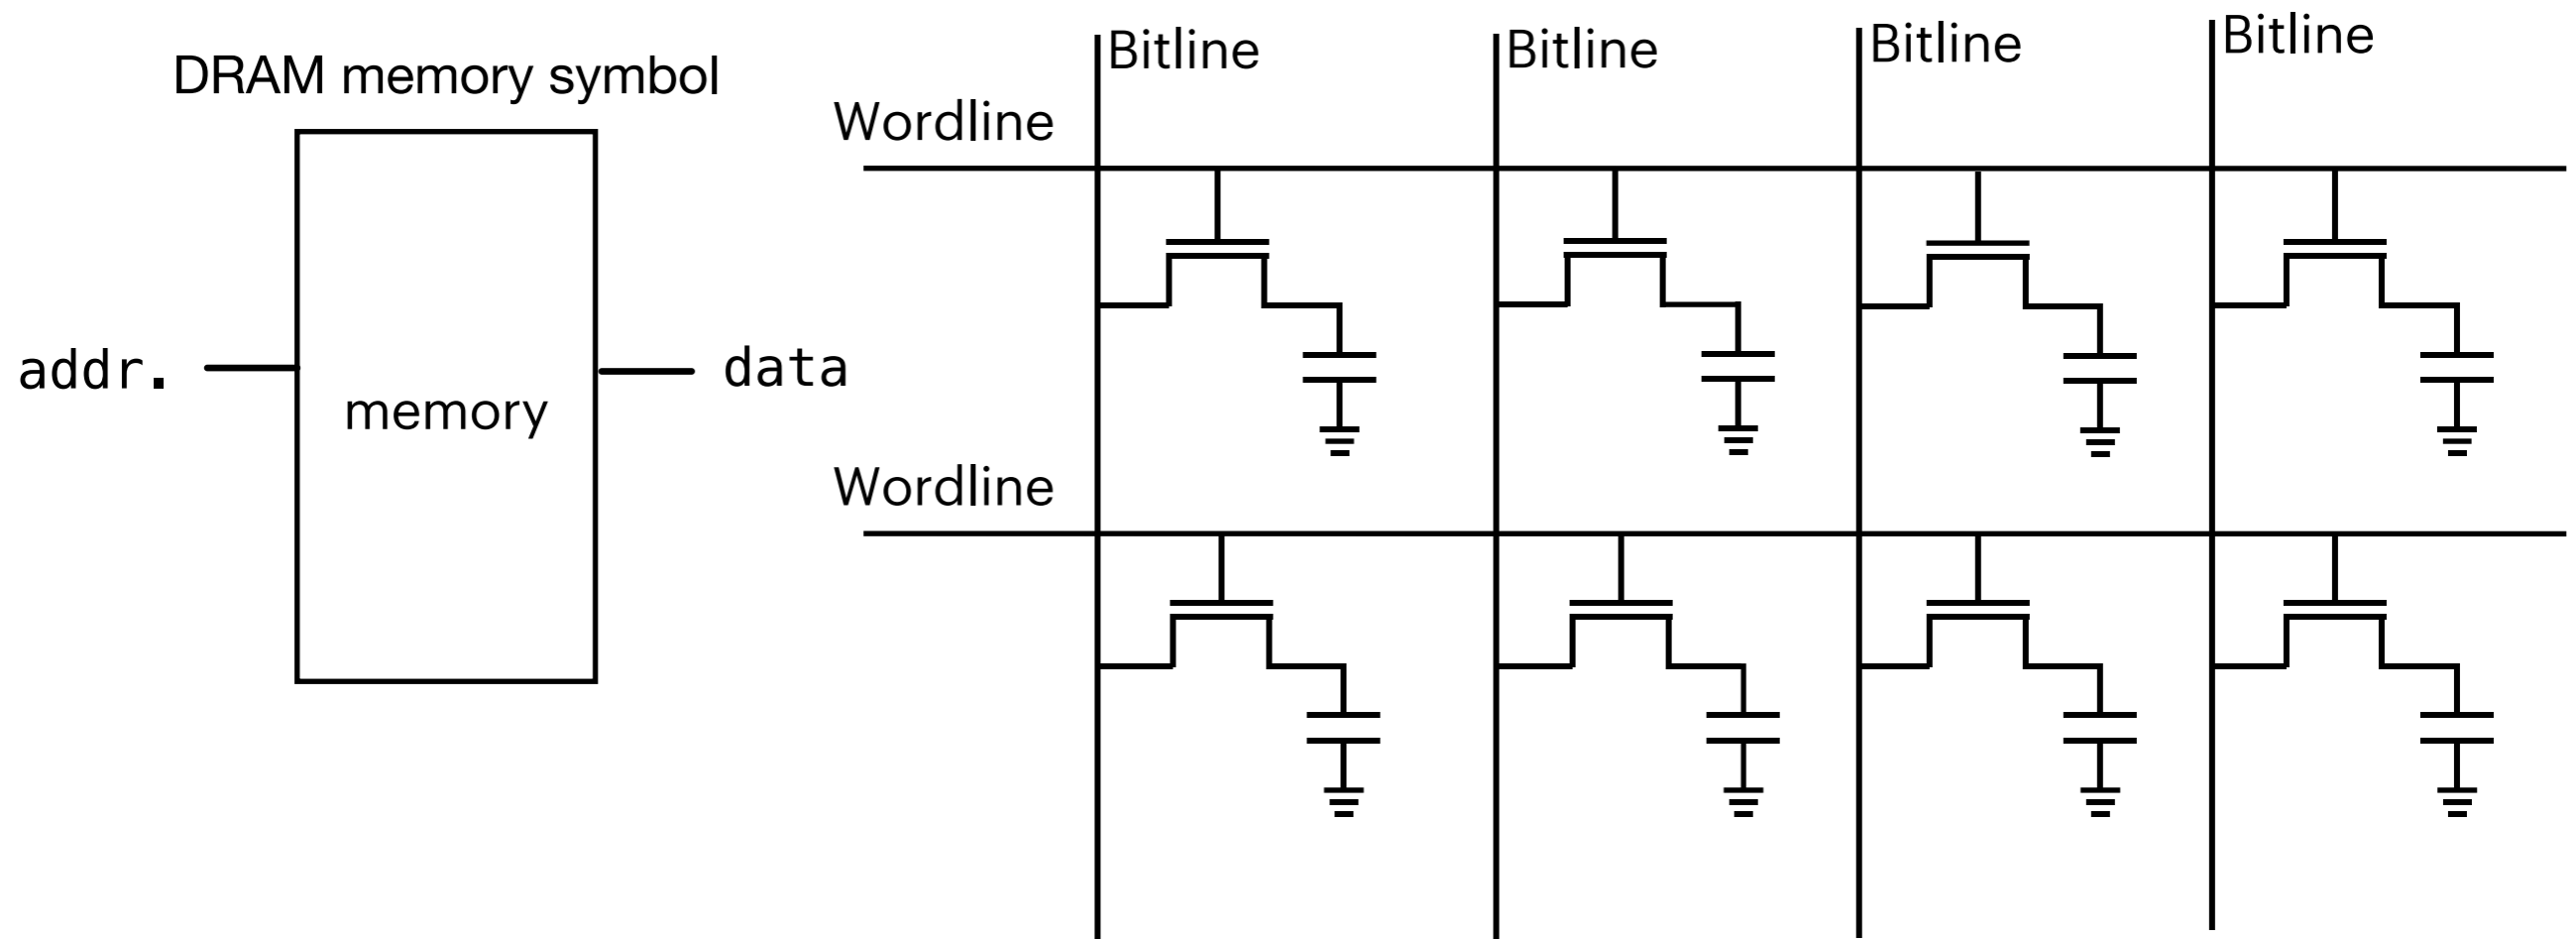 DRAM memory symbol
addr.
memory
data
Bitline
Bitline
Bitline
Bitline
Wordline
Wordline